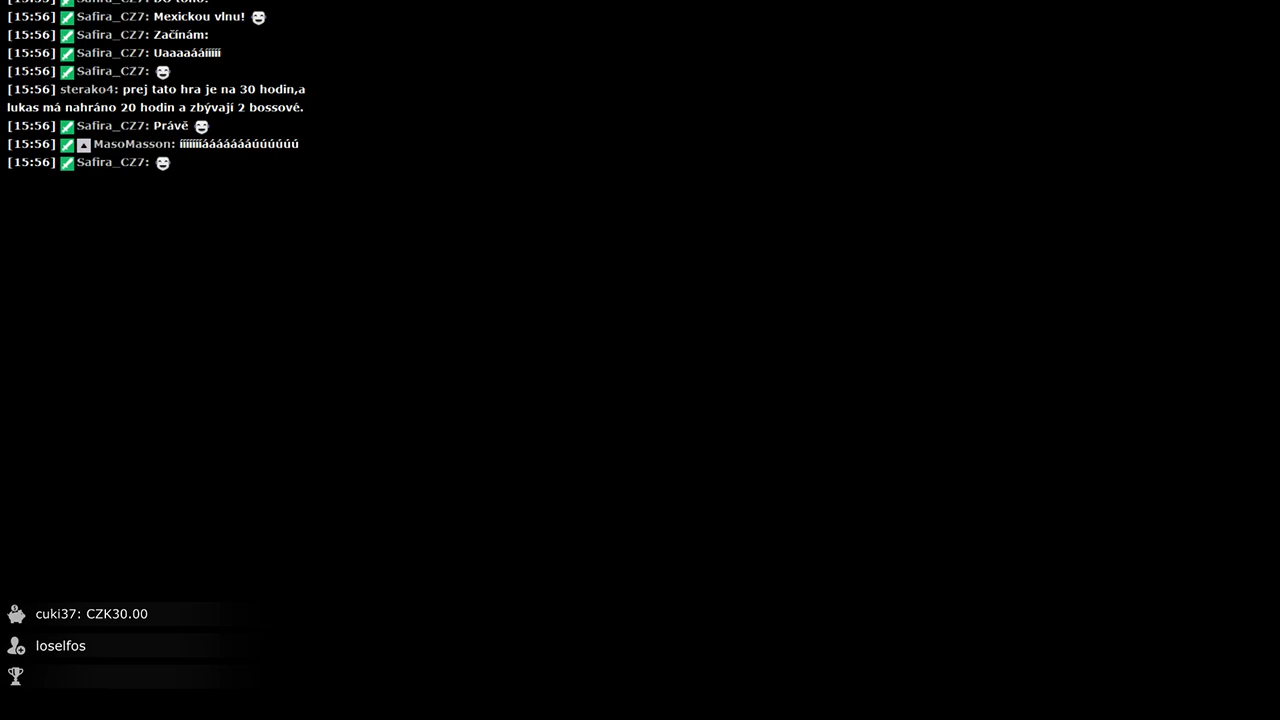 [15:56] Safira_CZ7: Mexickou vlnu!
[15:56] Safira_CZ7: Začínám:
[15:56] Safira_CZ7: Uaaaaááííííí
[15:56] Safira_CZ7:
[15:56] sterako4: prej tato hra je na 30 hodin,a
lukas má nahráno 20 hodin a zbývají 2 bossové.
[15:56] Safira_CZ7: Právě
[15:56] MasoMasson: íííííííááááááááúúúúúú
[15:56] Safira_CZ7:
cuki37: CZK30.00
loselfos